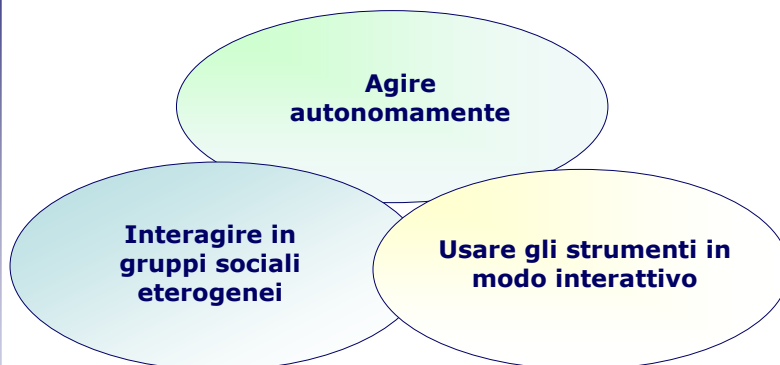 Agire
autonomamente
Interagire in
gruppi sociali
eterogenei
Usare gli strumenti in
modo interattivo